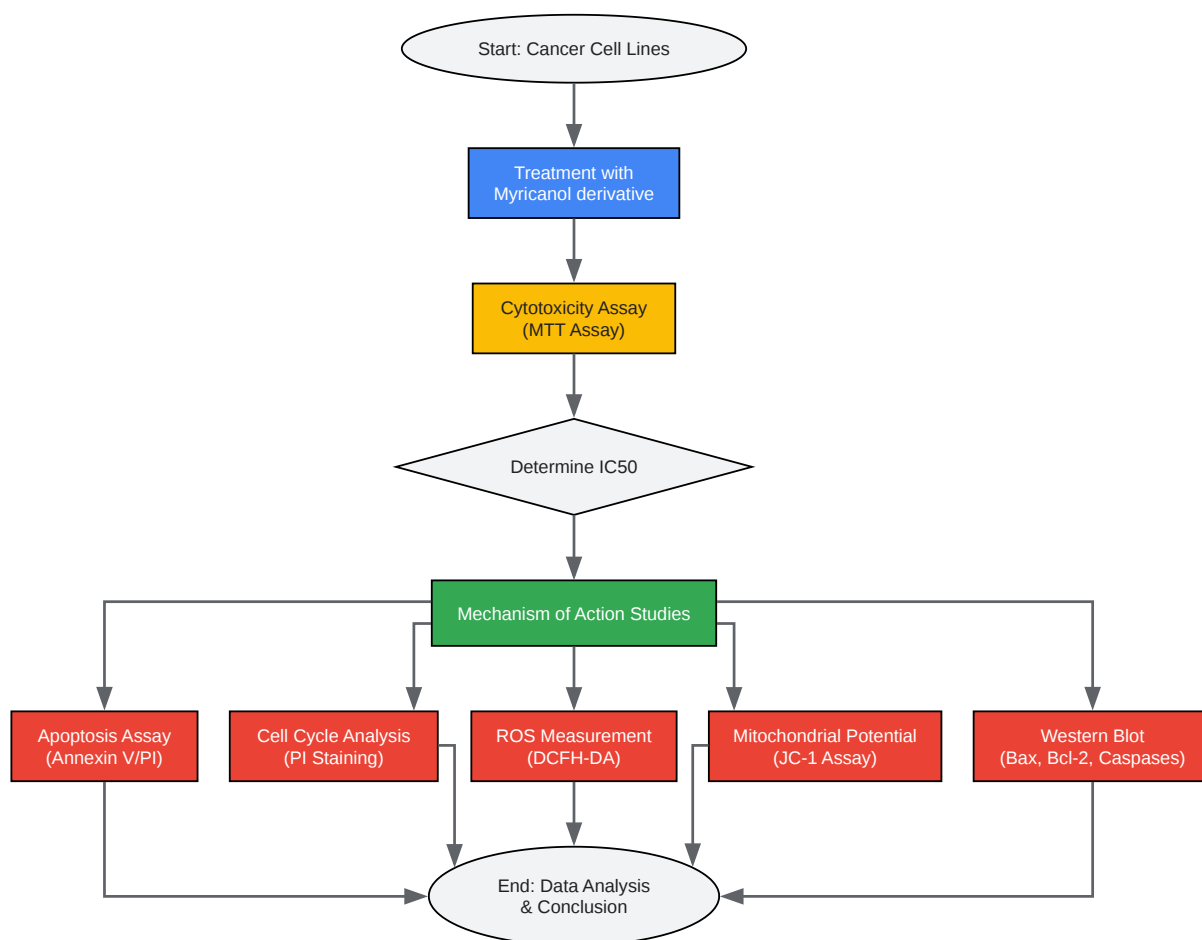 Start: Cancer Cell Lines
Treatment with
Myricanol derivative
Cytotoxicity Assay
(MTT Assay)
Determine IC50
Mechanism of Action Studies
Apoptosis Assay
(Annexin V/PI)
Cell Cycle Analysis
(PI Staining)
ROS Measurement
(DCFH-DA)
Mitochondrial Potential
(JC-1 Assay)
Western Blot
(Bax, Bcl-2, Caspases)
End: Data Analysis
& Conclusion